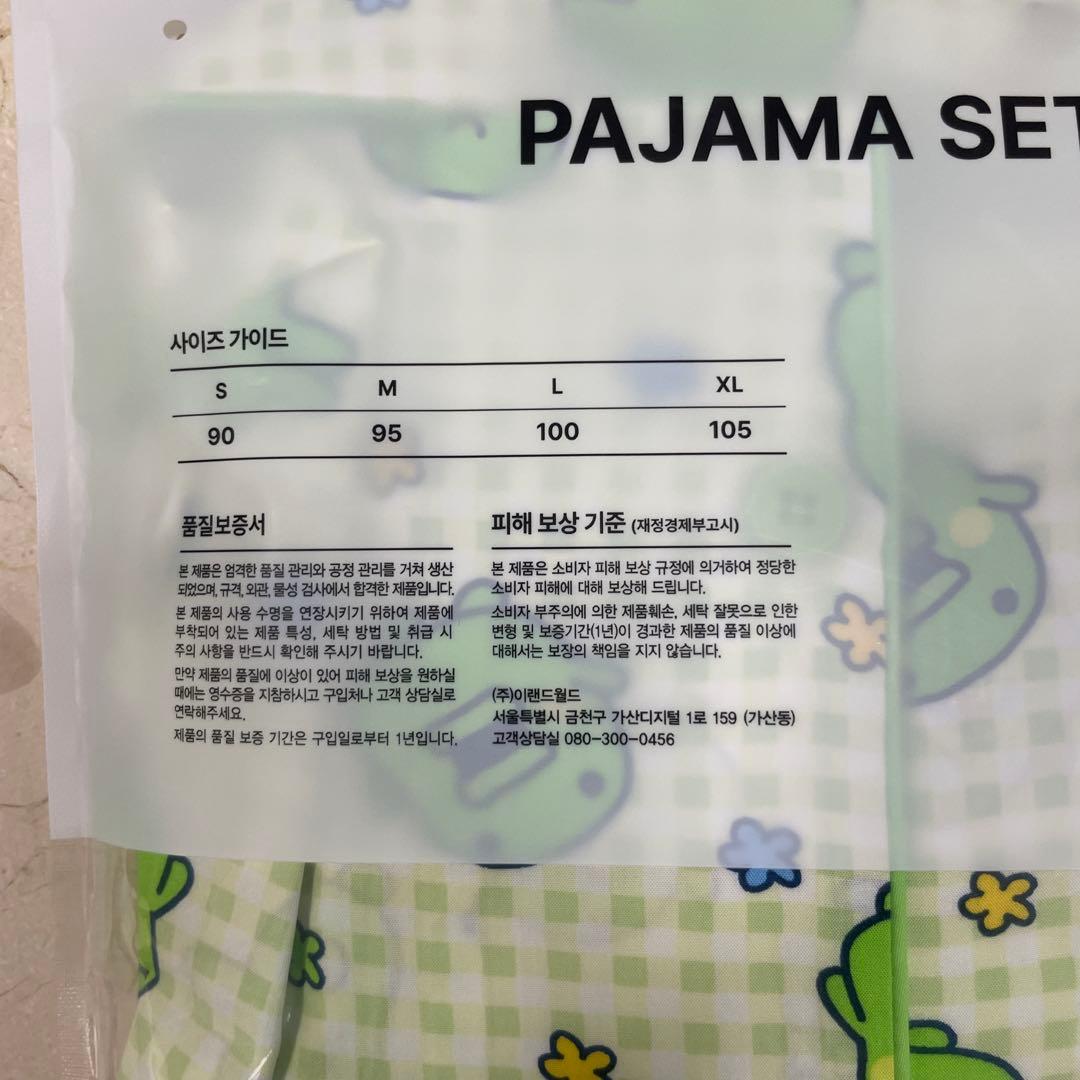 PAJAMA SET
사이즈 가이드
S M L XL
90 95 100 105
품질보증서
본 제품은 엄격한 품질 관리와 공정 관리를 거쳐 생산
되었으며, 규격, 외관, 물성 검사에서 합격한 제품입니다.
본 제품의 사용 수명을 연장시키기 위하여 제품에
부착되어 있는 제품 특성, 세탁 방법 및 취급 시
주의 사항을 반드시 확인해 주시기 바랍니다.
만약 제품의 품질에 이상이 있어 피해 보상을 원하실
때에는 영수증을 지참하시고 구입처나 고객 상담실로
연락해주세요.
제품의 품질 보증 기간은 구입일로부터 1년입니다.
피해 보상 기준 (재정경제부고시)
본 제품은 소비자 피해 보상 규정에 의거하여 정당한
소비자 피해에 대해 보상해 드립니다.
소비자 부주의에 의한 제품훼손, 세탁 잘못으로 인한
변형 및 보증기간(1년)이 경과한 제품의 품질 이상에
대해서는 보장의 책임을 지지 않습니다.
(주)이랜드월드
서울특별시 금천구 가산디지털 1로 159 (가산동)
고객상담실 080-300-0456